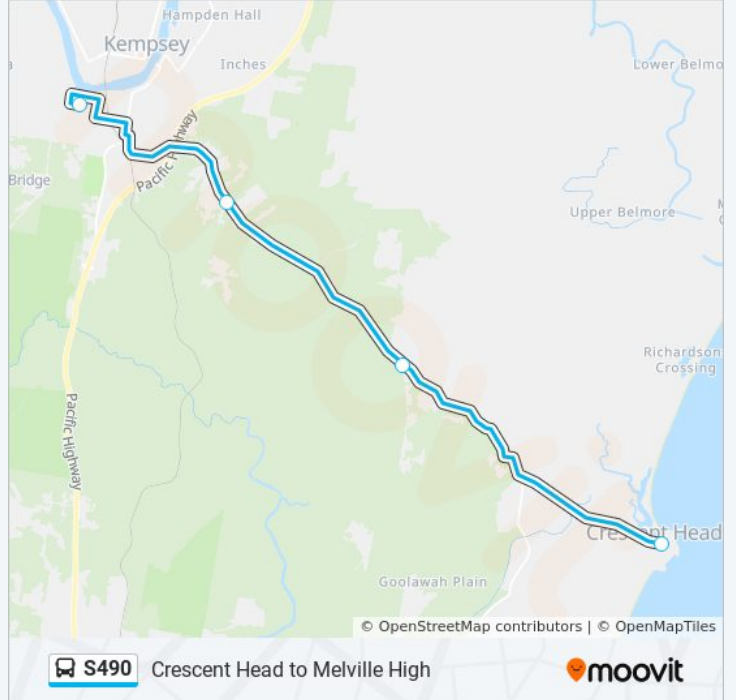 Hampden Hall
Kempsey
Inches
Lower Belmo
Pacific Highway
Bridge
Upper Belmore
Richardson
Crossing
Pacific Highway
Crescent Head
Goolawah Plain
© OpenStreetMap contributors | © OpenMapTiles
S490 Crescent Head to Melville High
moovit